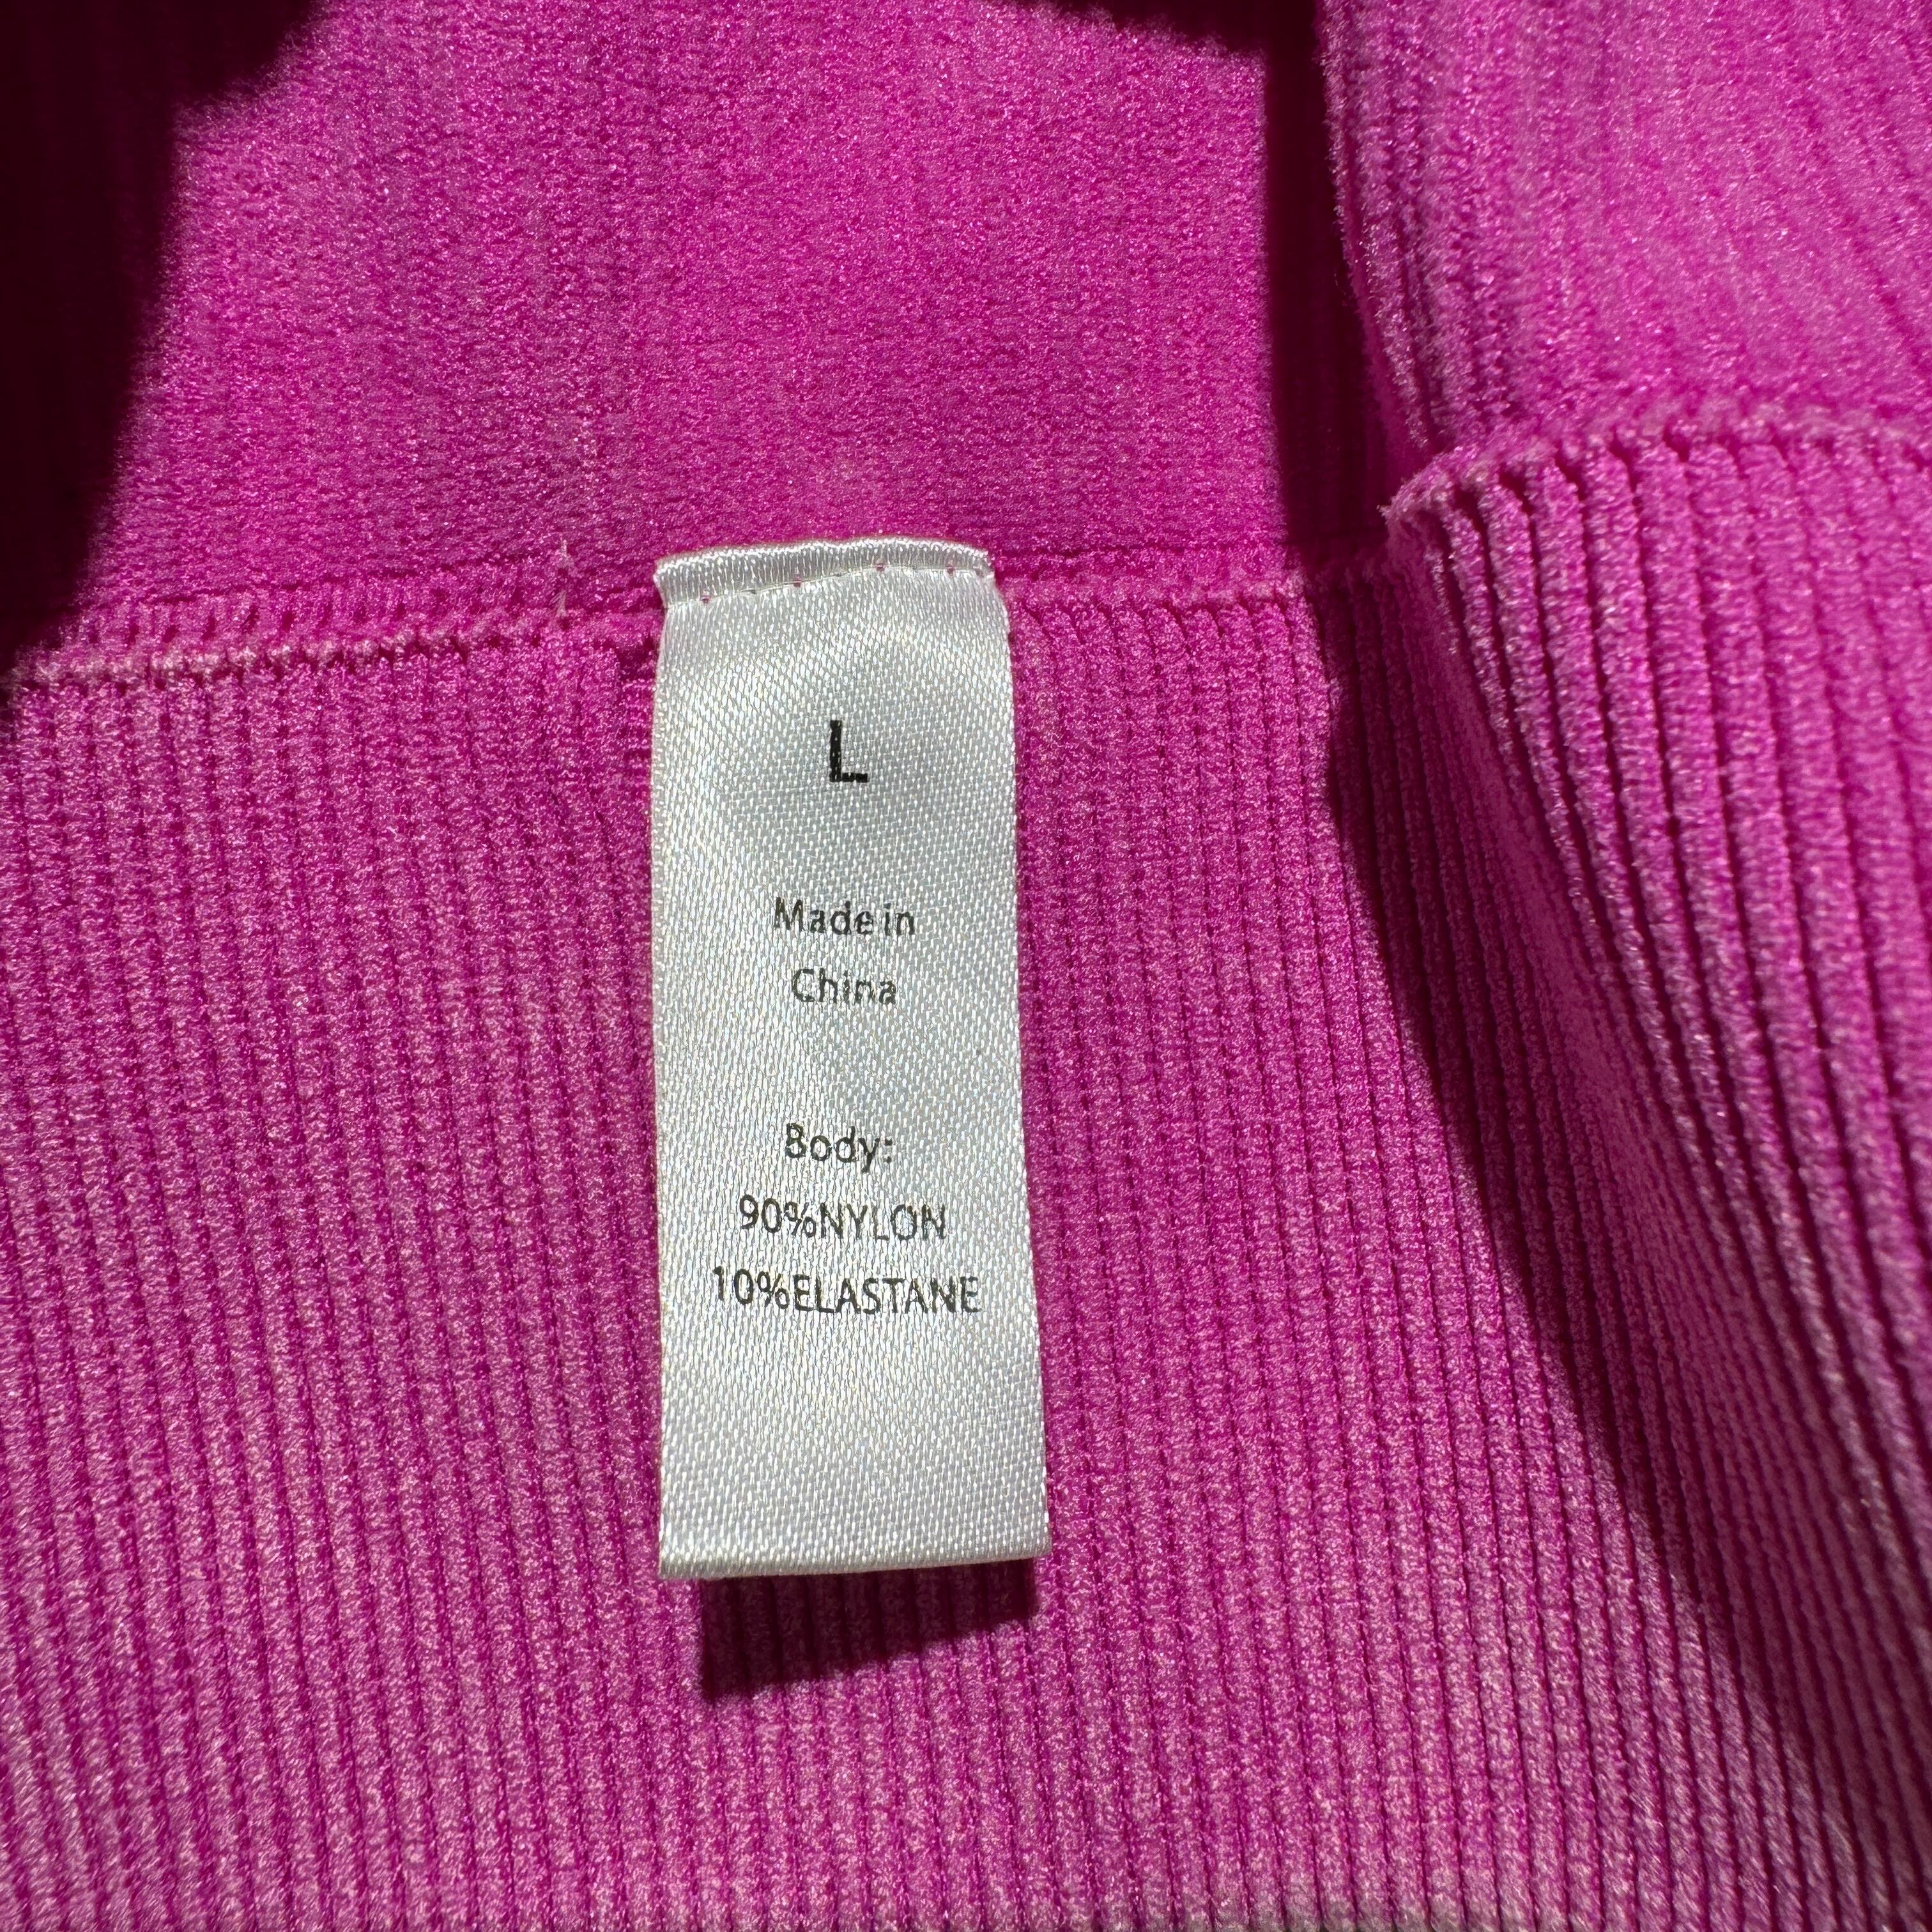 L
Made in
China
Body:
90%NYLON
10%ELASTANE